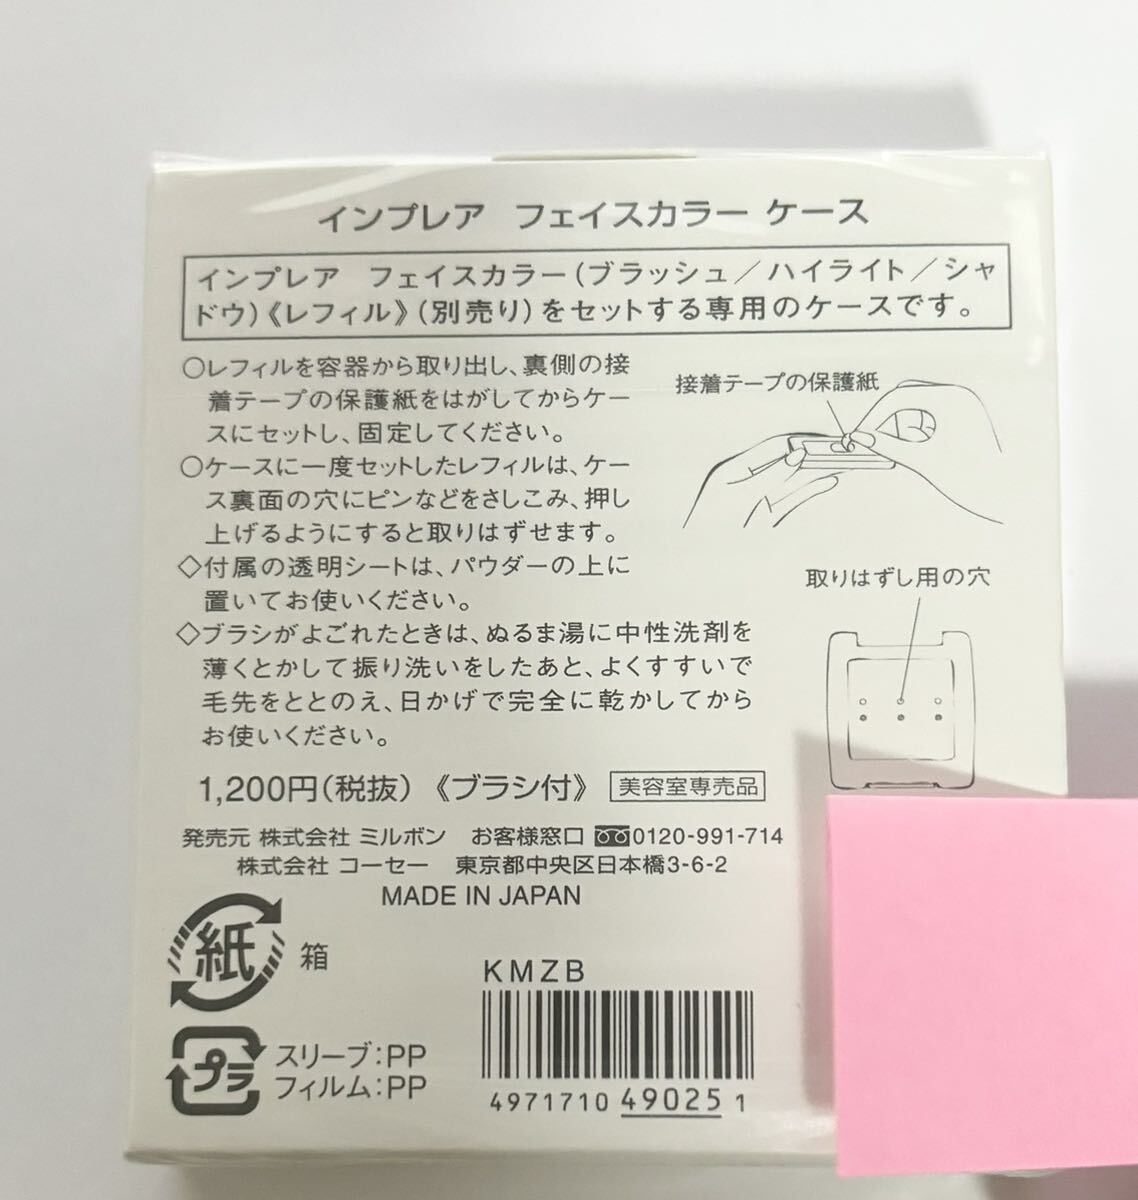 インプレア フェイスカラー ケース
インプレア フェイスカラー(ブラッシュ/ハイライト/シャ
ドウ)《レフィル》(別売り)をセットする専用のケースです。
○レフィルを容器から取り出し、裏側の接
着テープの保護紙をはがしてからケー
スにセットし、固定してください。
○ケースに一度セットしたレフィルは、ケー
ス裏面の穴にピンなどをさしこみ、押し
上げるようにすると取りはずせます。
◇付属の透明シートは、パウダーの上に
置いてお使いください。
◇ブラシがよごれたときは、ぬるま湯に中性洗剤を
薄くとかして振り洗いをしたあと、よくすすいで
毛先をととのえ、日かげで完全に乾かしてから
お使いください。
接着テープの保護紙
取りはずし用の穴
1,200円(税抜)《ブラシ付》 美容室専売品
発売元 株式会社 ミルボン お客様窓口 0120-991-714
株式会社 コーセー 東京都中央区日本橋3-6-2
MADE IN JAPAN
紙 箱
プラ
スリーブ:PP
フィルム:PP
KMZB
4971710 49025 1